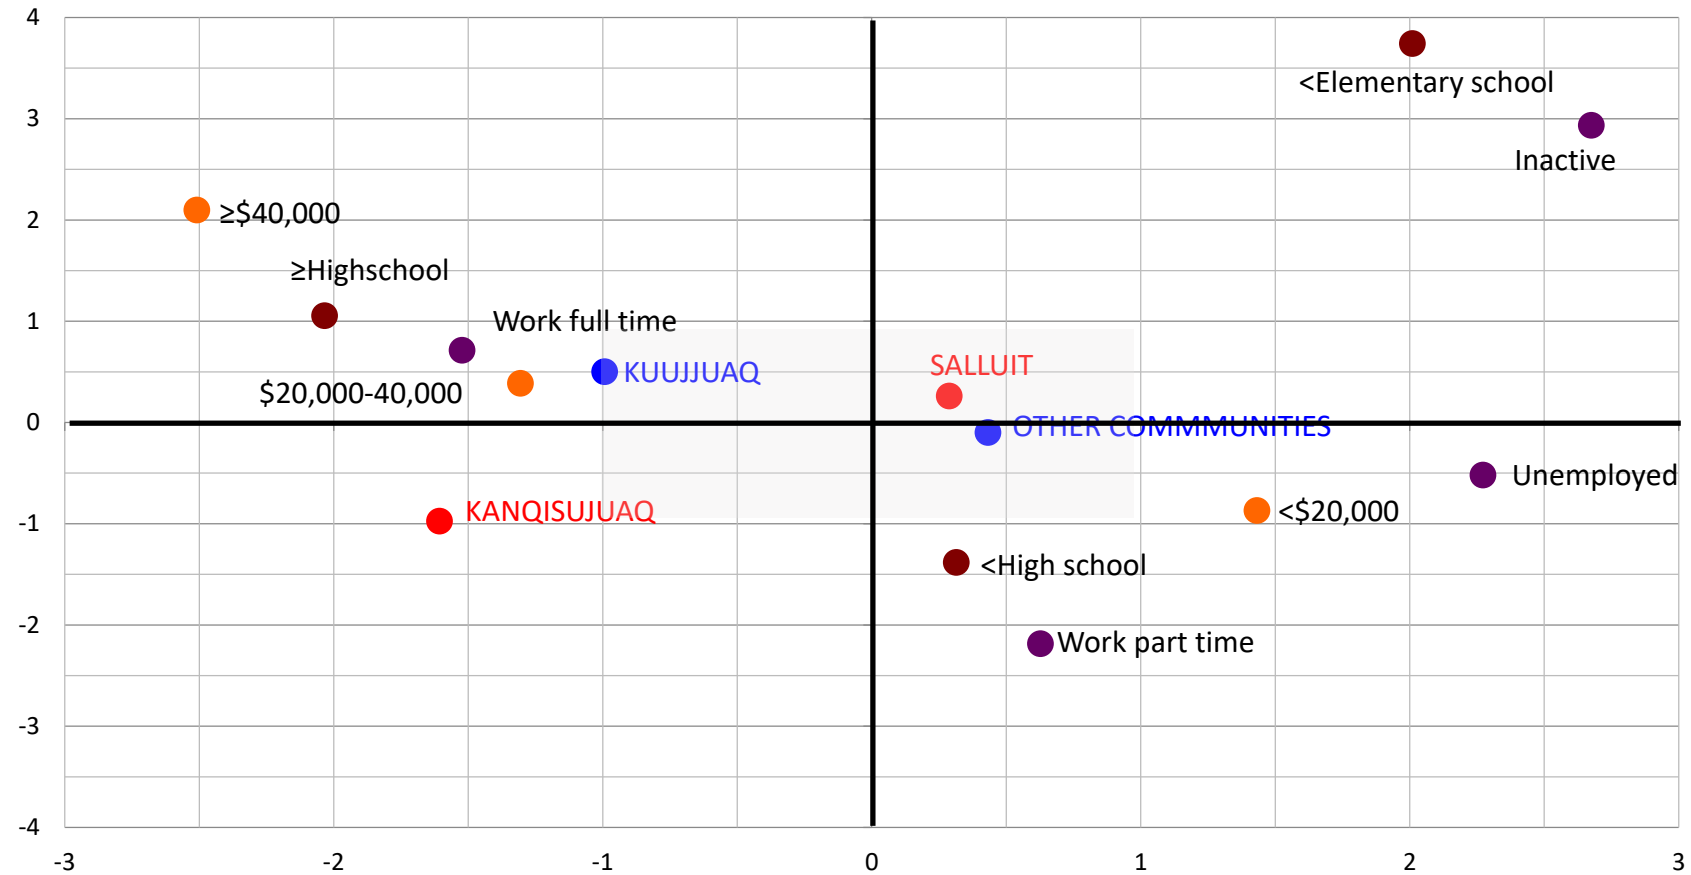 4
<Elementary school
3
Inactive
≥$40,000
2
≥Highschool
Work full time
1
SALLUIT
KUUJJUAQ
$20,000-40,000
0
OTHER COMMMUNITIES
Unemployed
KANQISUJUAQ
<$20,000
-1
<High school
-2
Work part time
-3
-4
-3 -2 -1 0 1 2 3